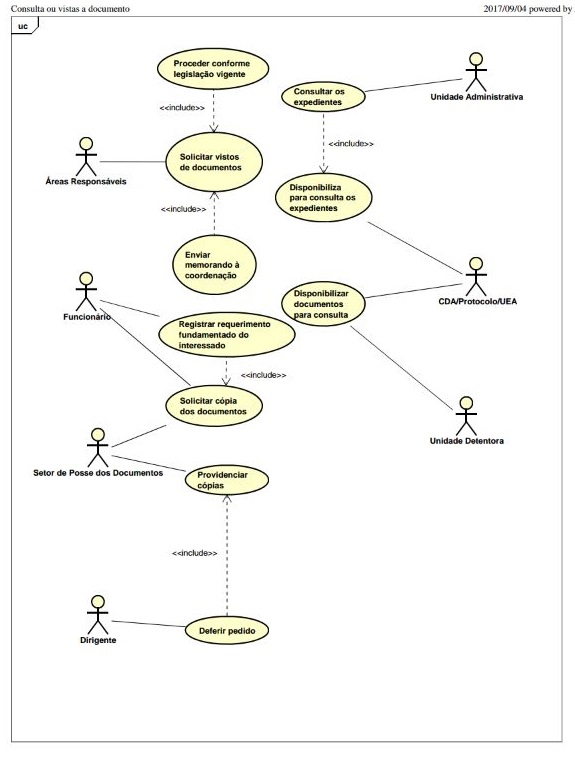 Consulta ou vistas a documento
2017/09/04 powered by
uc
Proceder conforme
legislação vigente
Consultar os
expedientes
Unidade Administrativa
<<include>>
<<include>>
Solicitar vistos
de documentos
Áreas Responsáveis
Disponibiliza
para consulta os
expedientes
<<include>>
Enviar
memorando à
coordenação
CDA/Protocolo/UEA
Disponibilizar
documentos
para consulta
Funcionário
Registrar requerimento
fundamentado do
interessado
<<include>>
Solicitar cópia
dos documentos
Unidade Detentora
Setor de Posse dos Documentos
Providenciar
cópias
<<include>>
Deferir pedido
Dirigente